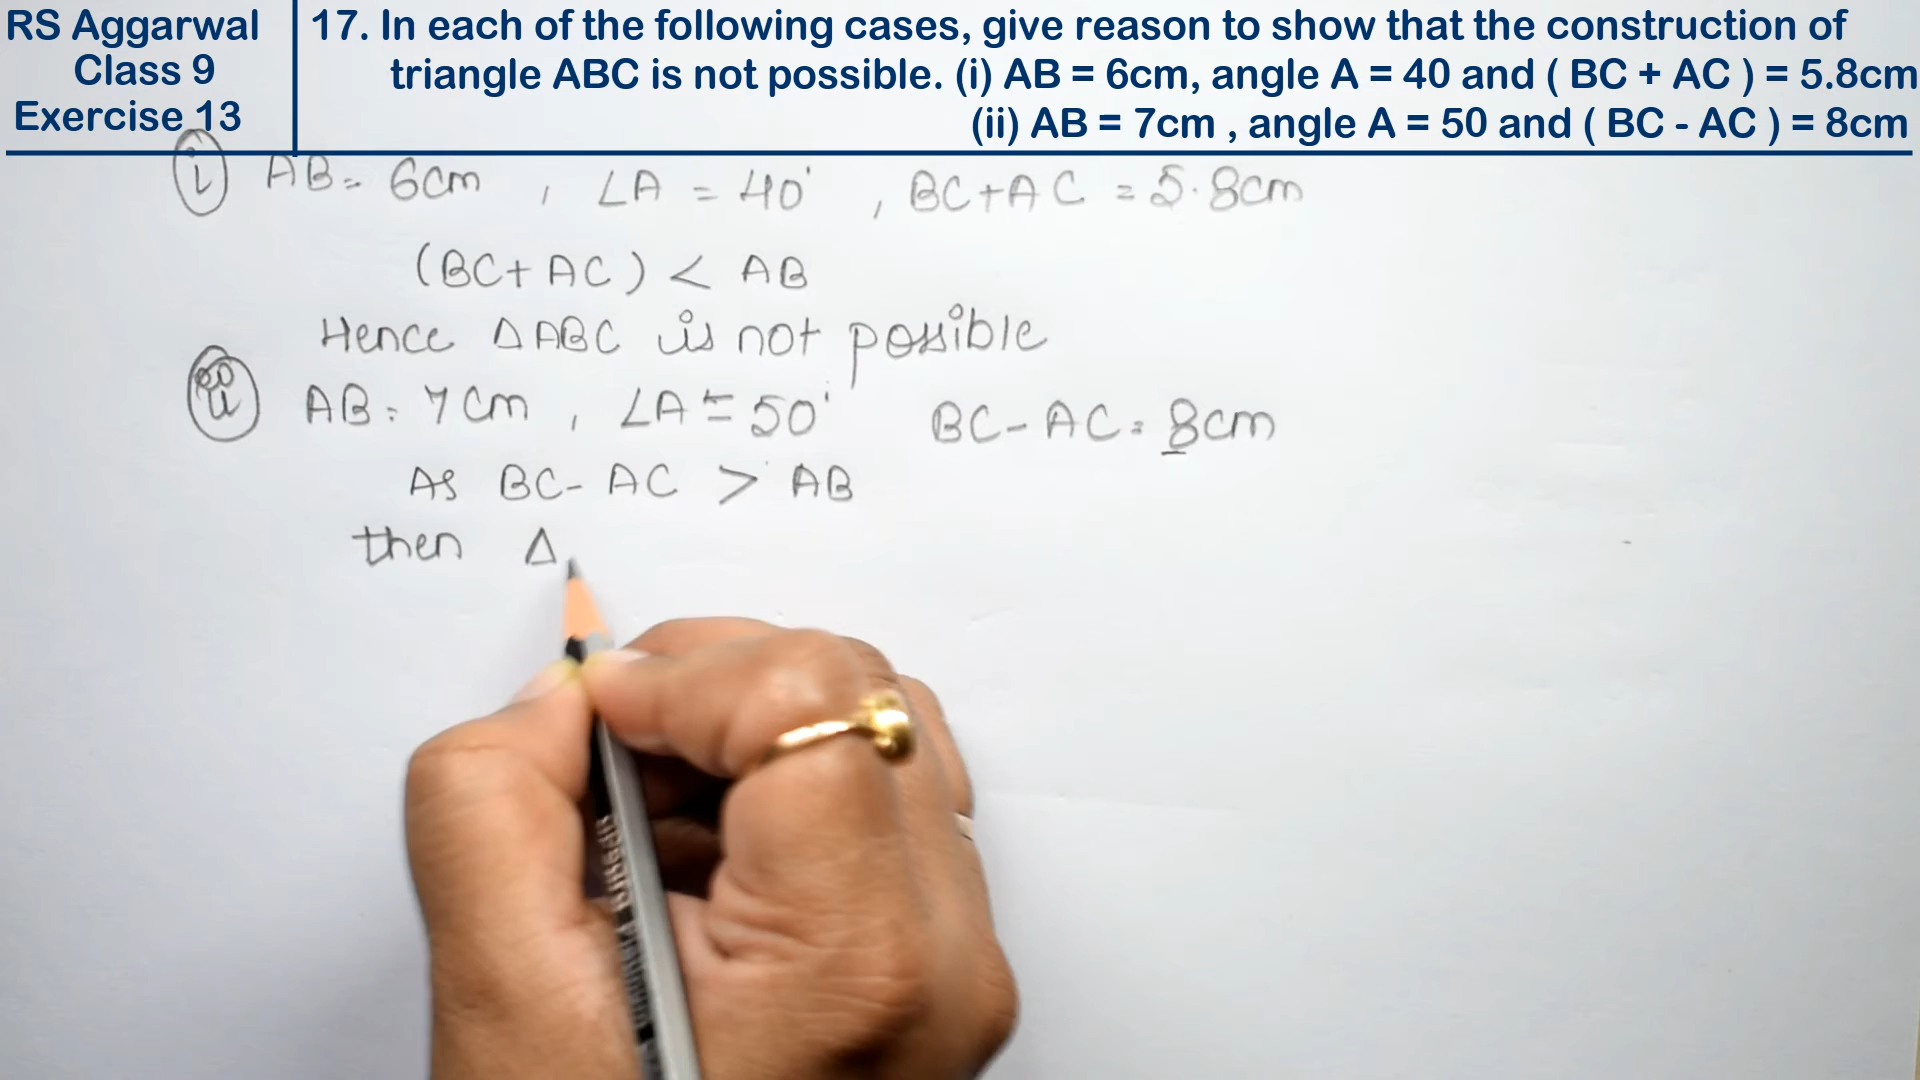 RS Aggarwal
Class 9
Exercise 13
17. In each of the following cases, give reason to show that the construction of
triangle ABC is not possible. (i) AB = 6cm, angle A = 40 and ( BC + AC ) = 5.8cm
(ii) AB = 7cm , angle A = 50 and ( BC - AC ) = 8cm
(i) AB = 6cm , ∠A = 40° , BC+AC = 5.8cm
(BC+AC) < AB
Hence △ABC is not possible
(ii) AB = 7cm , ∠A = 50° BC-AC = 8cm
As BC-AC > AB
then △